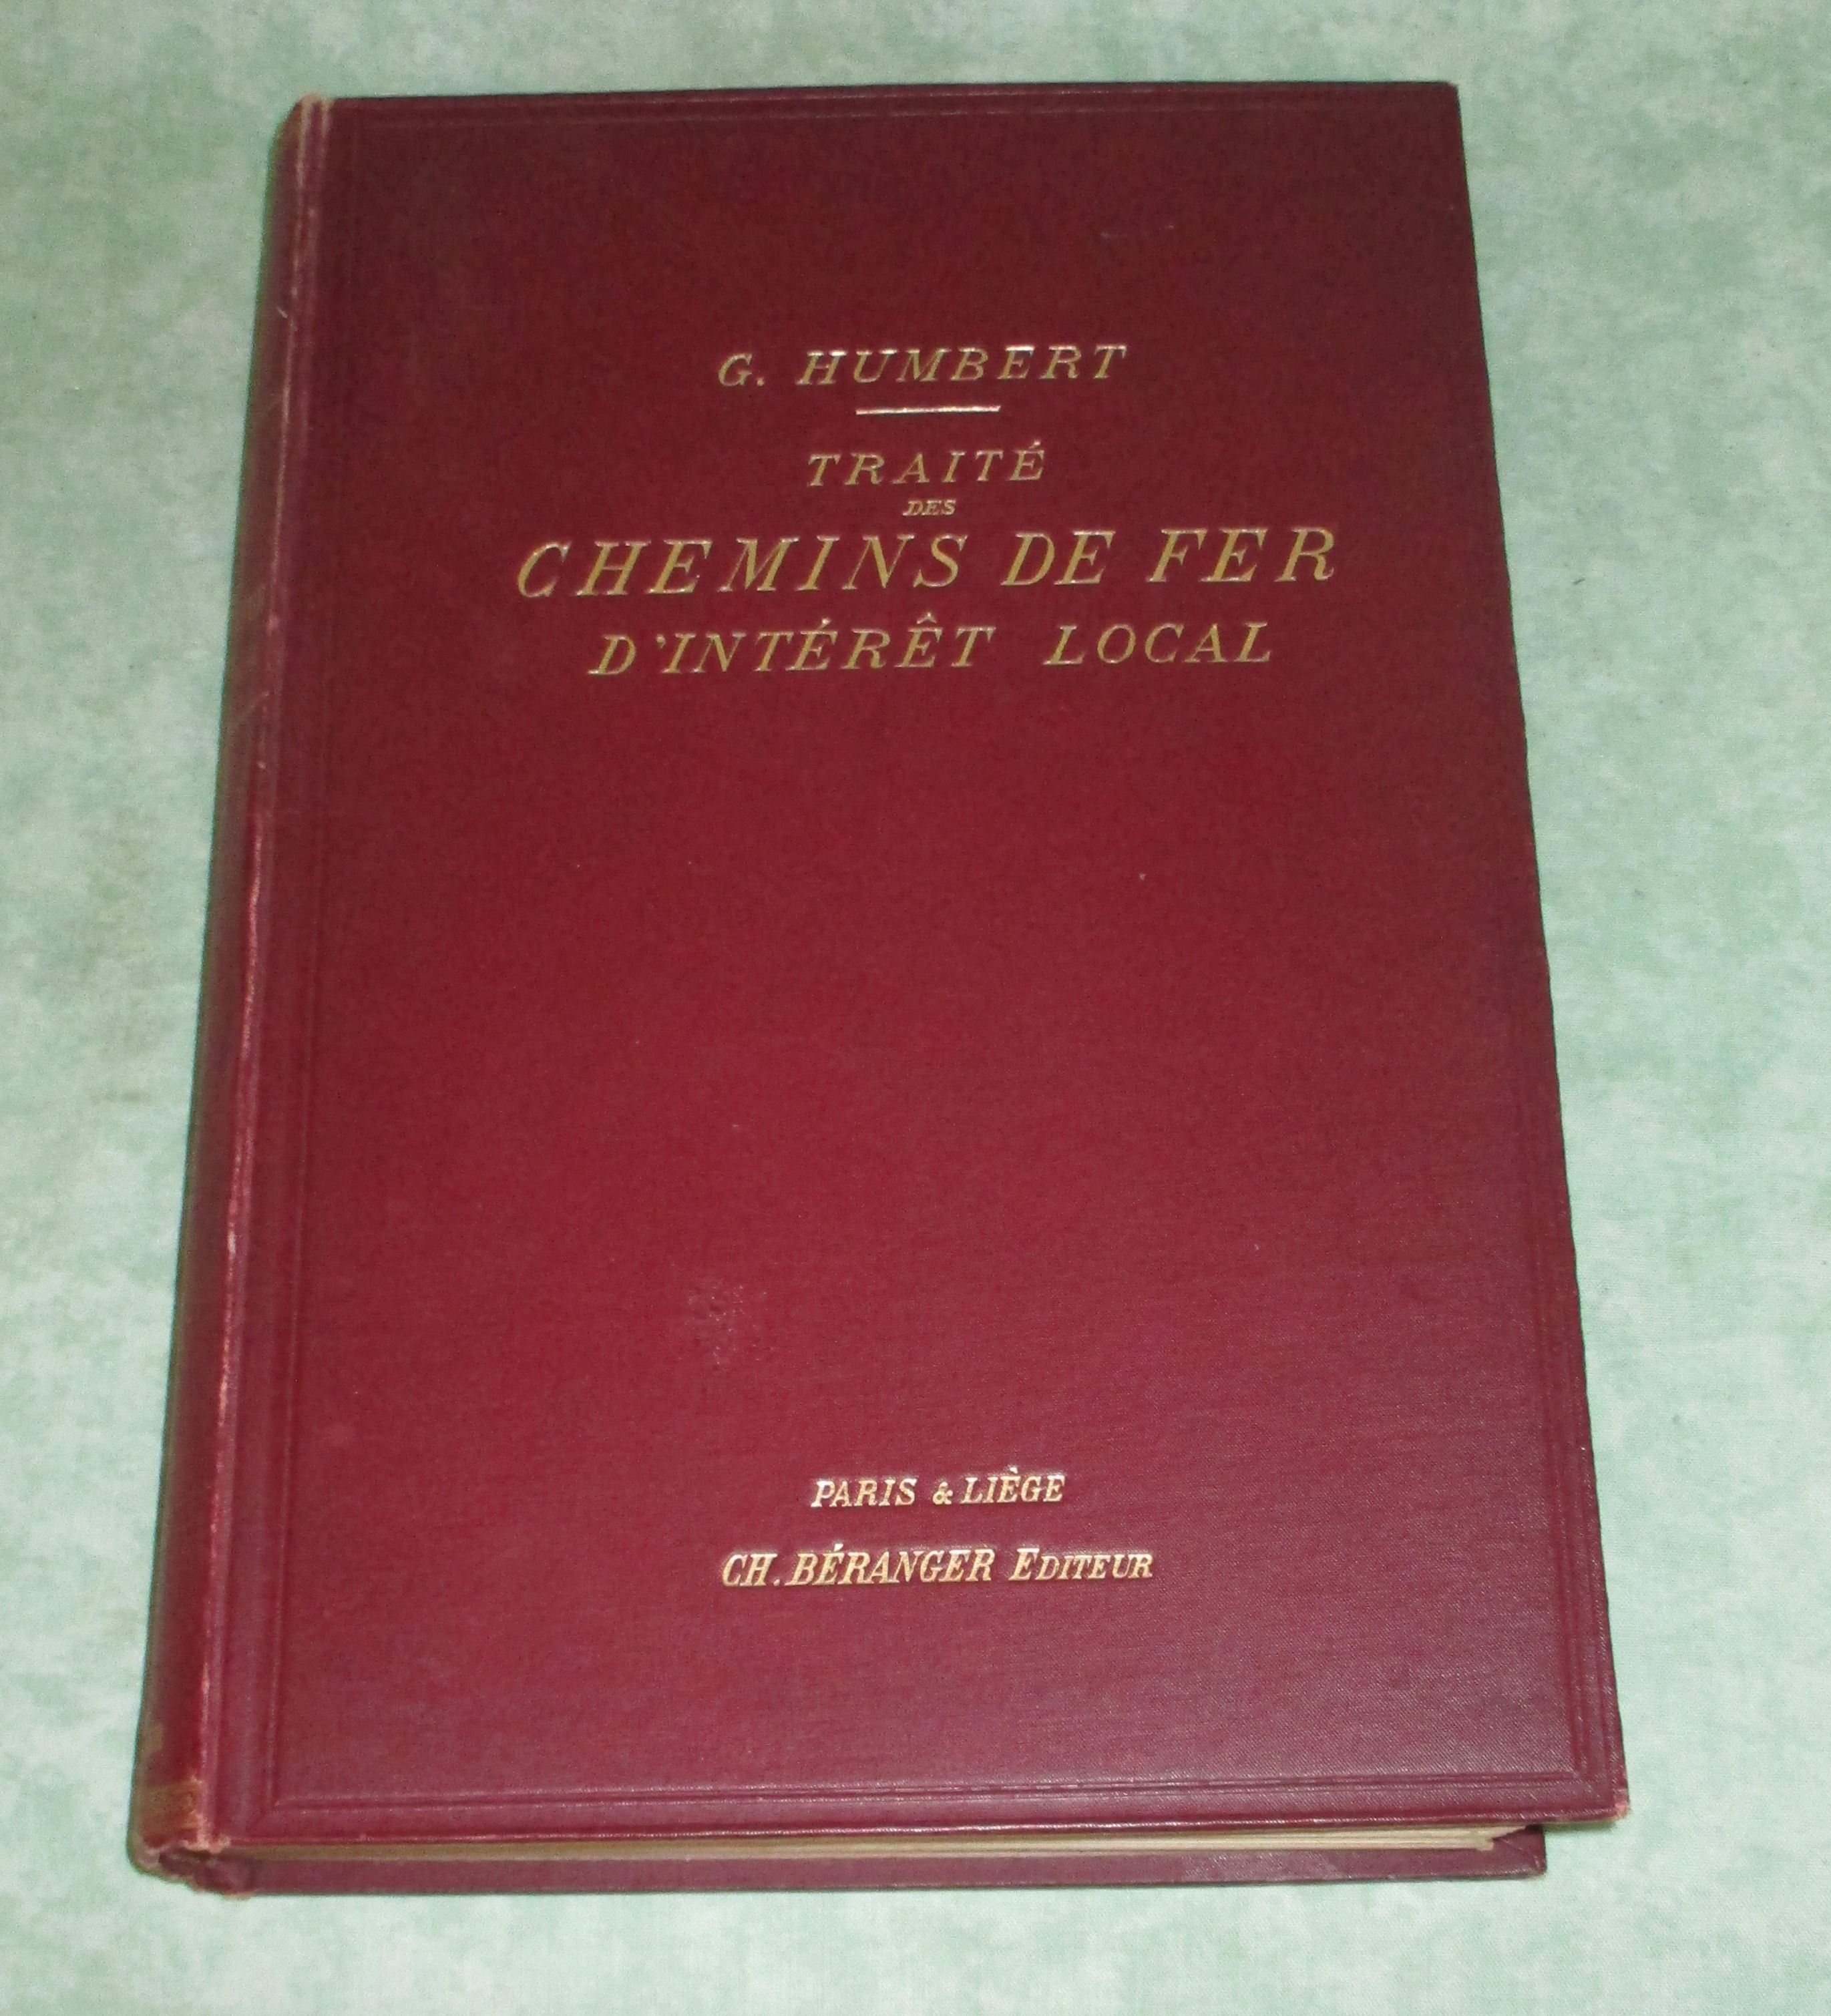 G. HUMBERT
TRAITÉ
DES
CHEMINS DE FER
D'INTÉRÊT LOCAL
PARIS & LIÈGE
CH. BÉRANGER EDITEUR